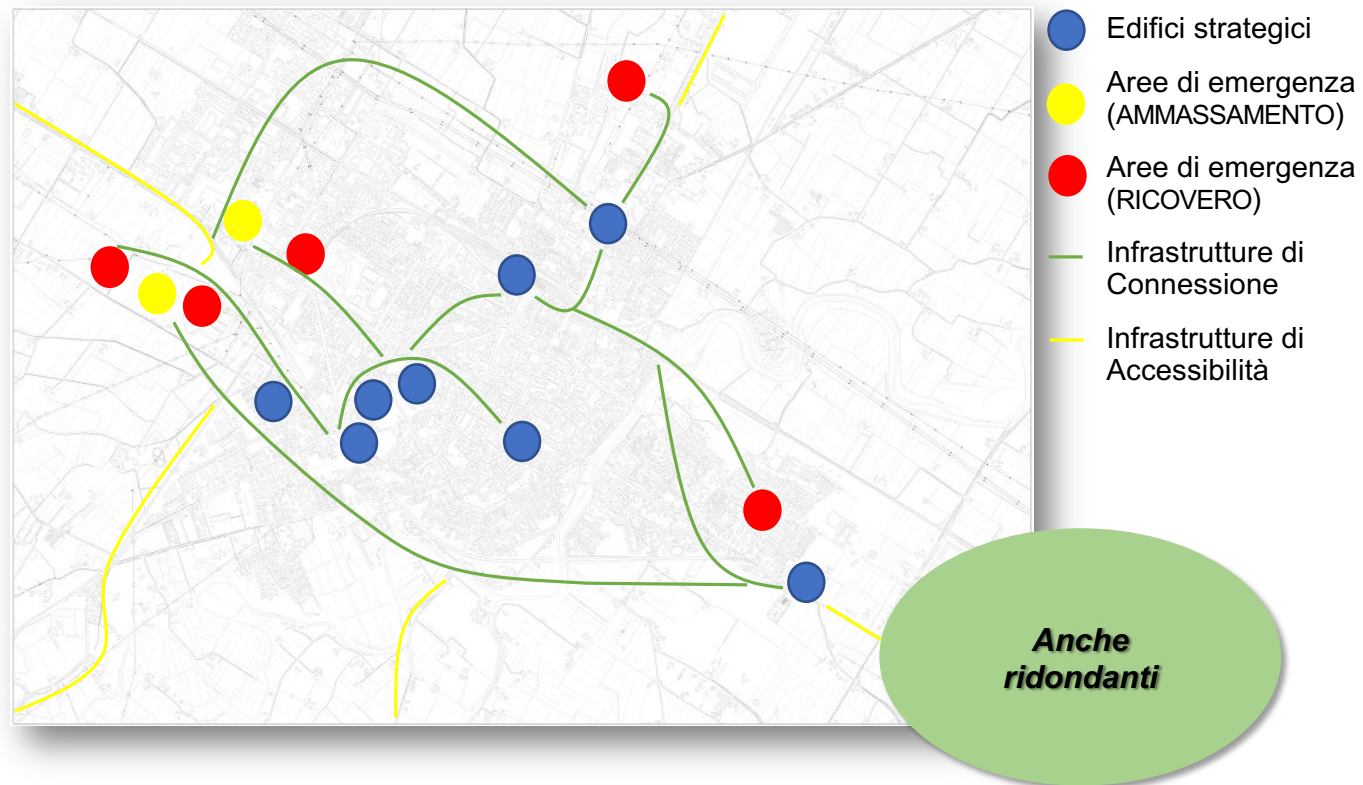 Edifici strategici
Aree di emergenza
(AMMASSAMENTO)
Aree di emergenza
(RICOVERO)
Infrastrutture di
Connessione
Infrastrutture di
Accessibilità
Anche
ridondanti